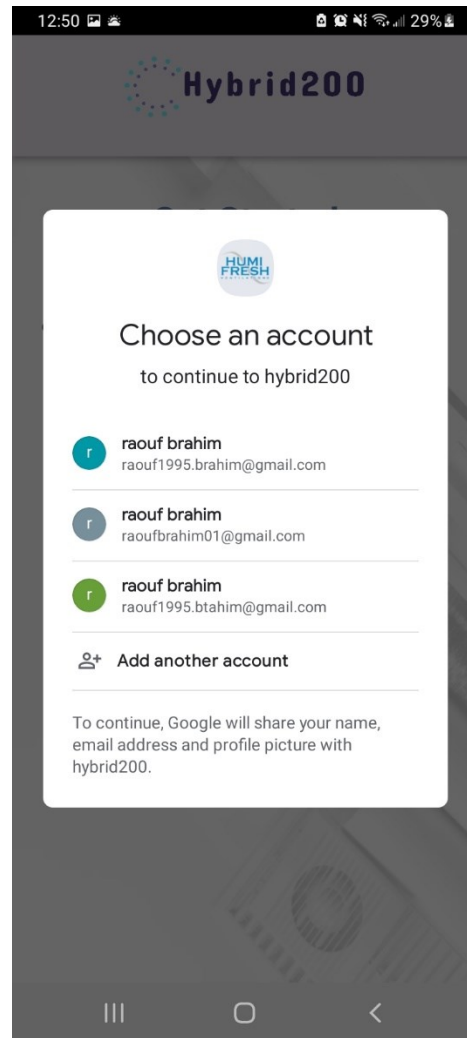 12:50
29%
Hybrid200
Get Started
HUMI
FRESH
Choose an account
to continue to hybrid200
r
raouf brahim
raouf1995.brahim@gmail.com
r
raouf brahim
raoufbrahim01@gmail.com
r
raouf brahim
raouf1995.btahim@gmail.com
Add another account
To continue, Google will share your name,
email address and profile picture with
hybrid200.